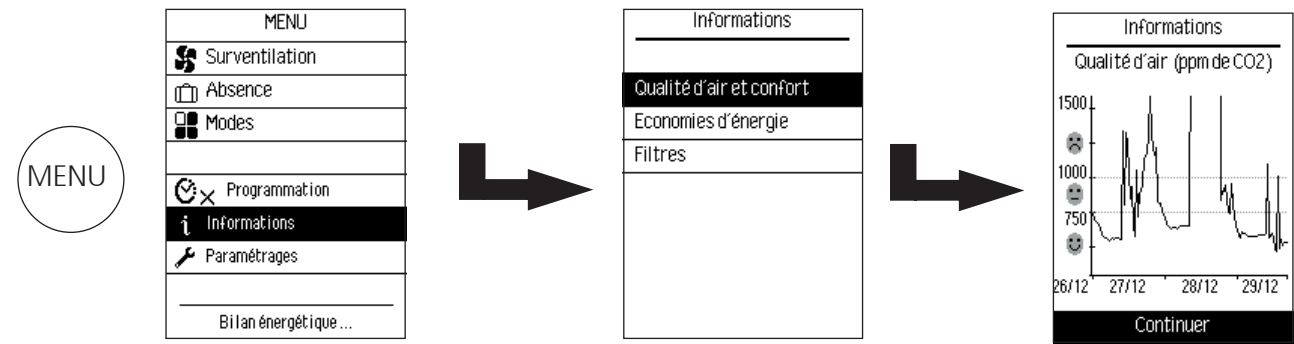 MENU
MENU
Surventilation
Absence
Modes
Programmation
Informations
Paramétrages
Bilan énergétique ...
Informations
Qualité d'air et confort
Economies d'énergie
Filtres
Informations
Qualité d'air (ppm de CO2)
1500
1000
750
26/12 27/12 28/12 29/12
Continuer